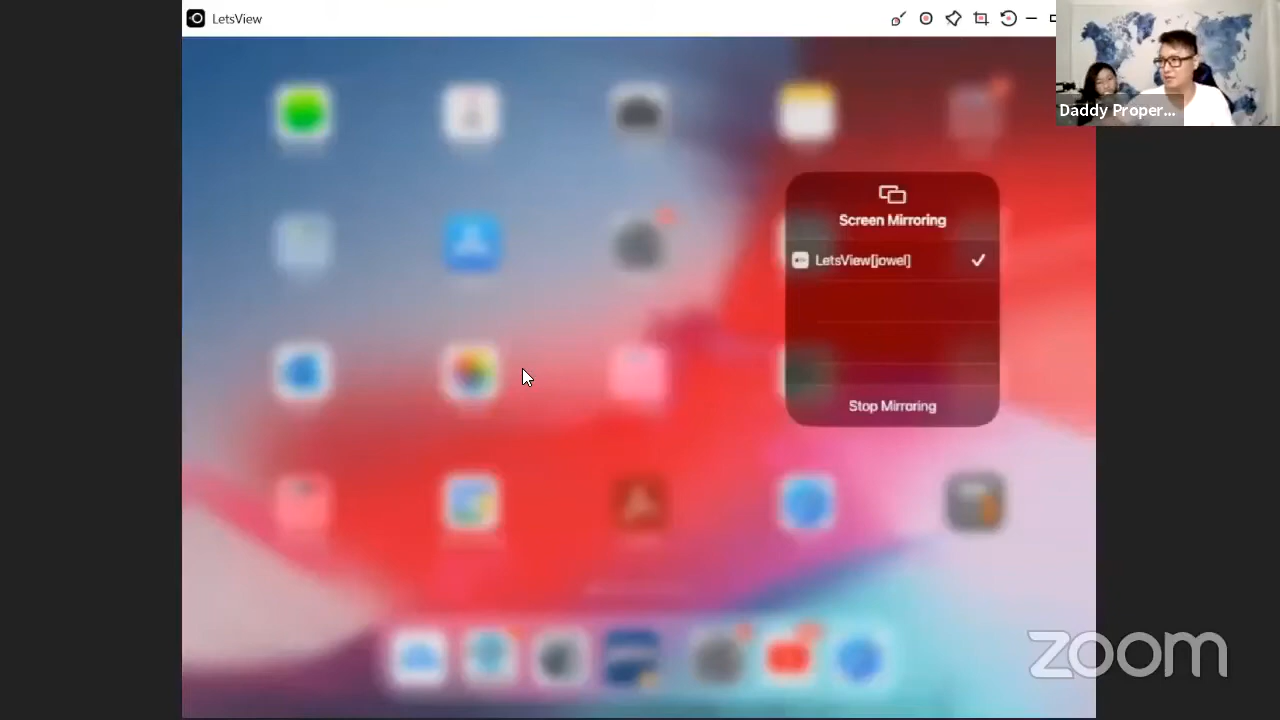 LetsView
Daddy Proper...
Screen Mirroring
LetsView[jowel]
Stop Mirroring
zoom